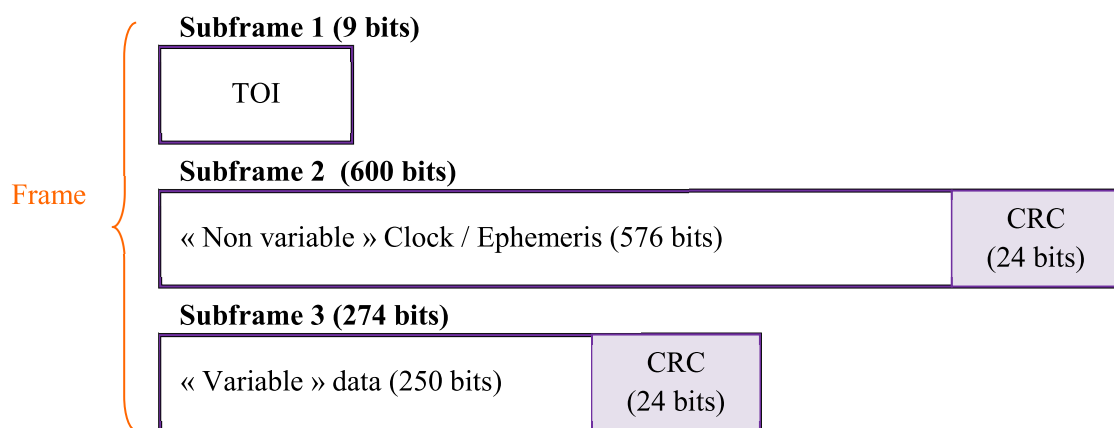 Subframe 1 (9 bits)
TOI
Subframe 2 (600 bits)
Frame
« Non variable » Clock / Ephemeris (576 bits)
CRC
(24 bits)
Subframe 3 (274 bits)
« Variable » data (250 bits)
CRC
(24 bits)